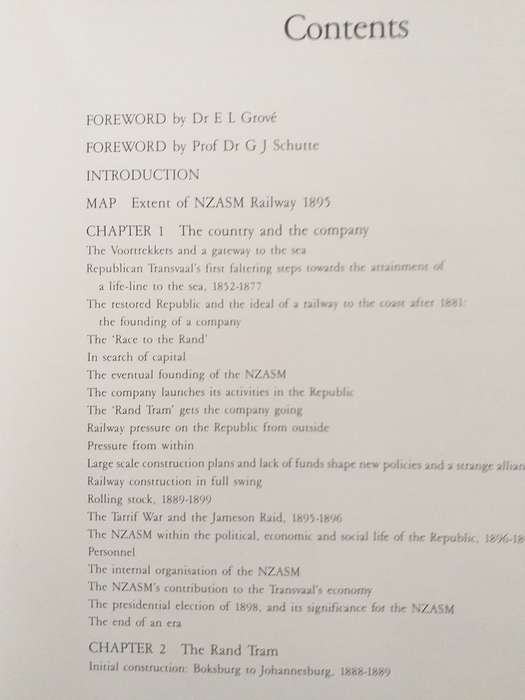 Contents
FOREWORD by Dr E L Grové
FOREWORD by Prof Dr G J Schutte
INTRODUCTION
MAP Extent of NZASM Railway 1895
CHAPTER 1 The country and the company
The Voortrekkers and a gateway to the sea
Republican Transvaal's first faltering steps towards the attainment of
a life-line to the sea, 1852-1877
The restored Republic and the ideal of a railway to the coast after 1881:
the founding of a company
The 'Race to the Rand'
In search of capital
The eventual founding of the NZASM
The company launches its activities in the Republic
The 'Rand Tram' gets the company going
Railway pressure on the Republic from outside
Pressure from within
Large scale construction plans and lack of funds shape new policies and a strange allian
Railway construction in full swing
Rolling stock, 1889-1899
The Tarrif War and the Jameson Raid, 1895-1896
The NZASM within the political, economic and social life of the Republic, 1896-18
Personnel
The internal organisation of the NZASM
The NZASM's contribution to the Transvaal's economy
The presidential election of 1898, and its significance for the NZASM
The end of an era
CHAPTER 2 The Rand Tram
Initial construction: Boksburg to Johannesburg, 1888-1889